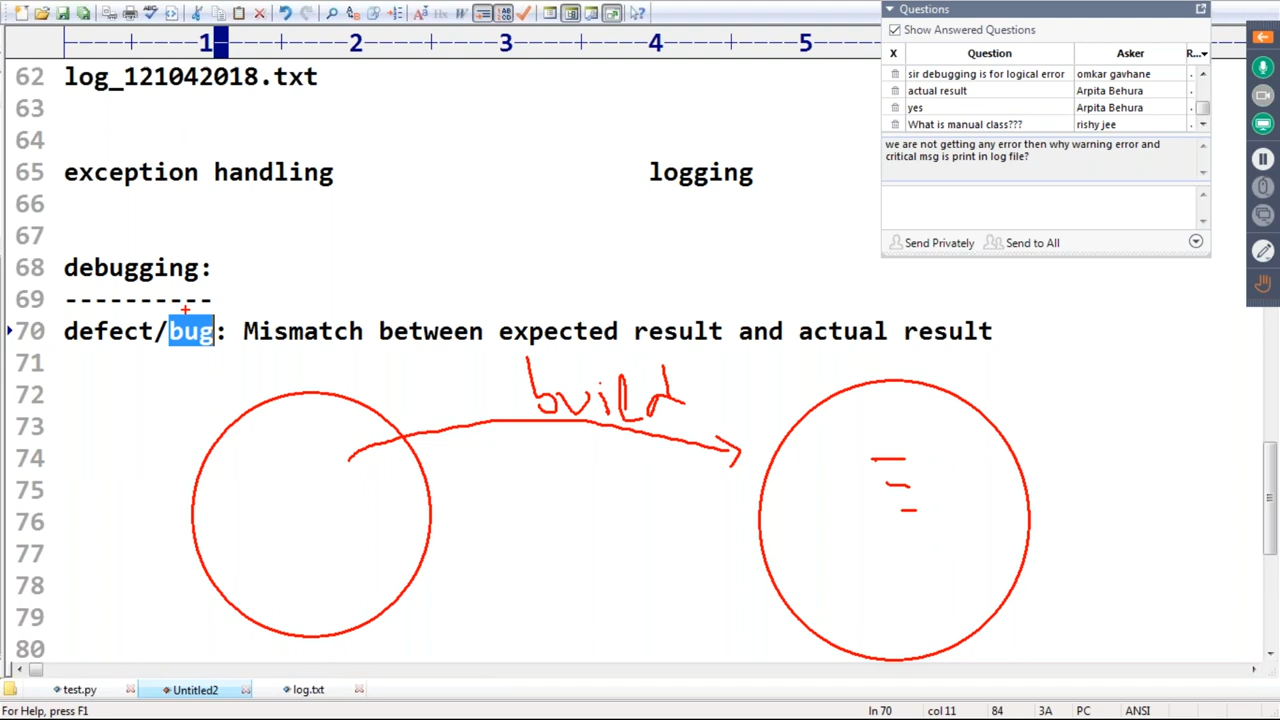 1 2 3 4 5
62 log_121042018.txt
63
64
65 exception handling logging
66
67
68 debugging:
69 ----------
70 defect/bug: Mismatch between expected result and actual result
71
72
73
74
75
76
77
78
79
80
build
Questions
Show Answered Questions
X Question Asker R...
sir debugging is for logical error omkar gavhane .
actual result Arpita Behura .
yes Arpita Behura .
What is manual class??? rishy jee .
we are not getting any error then why warning error and
critical msg is print in log file?
Send Privately Send to All
test.py Untitled2 log.txt
For Help, press F1 ln 70 col 11 84 3A PC ANSI